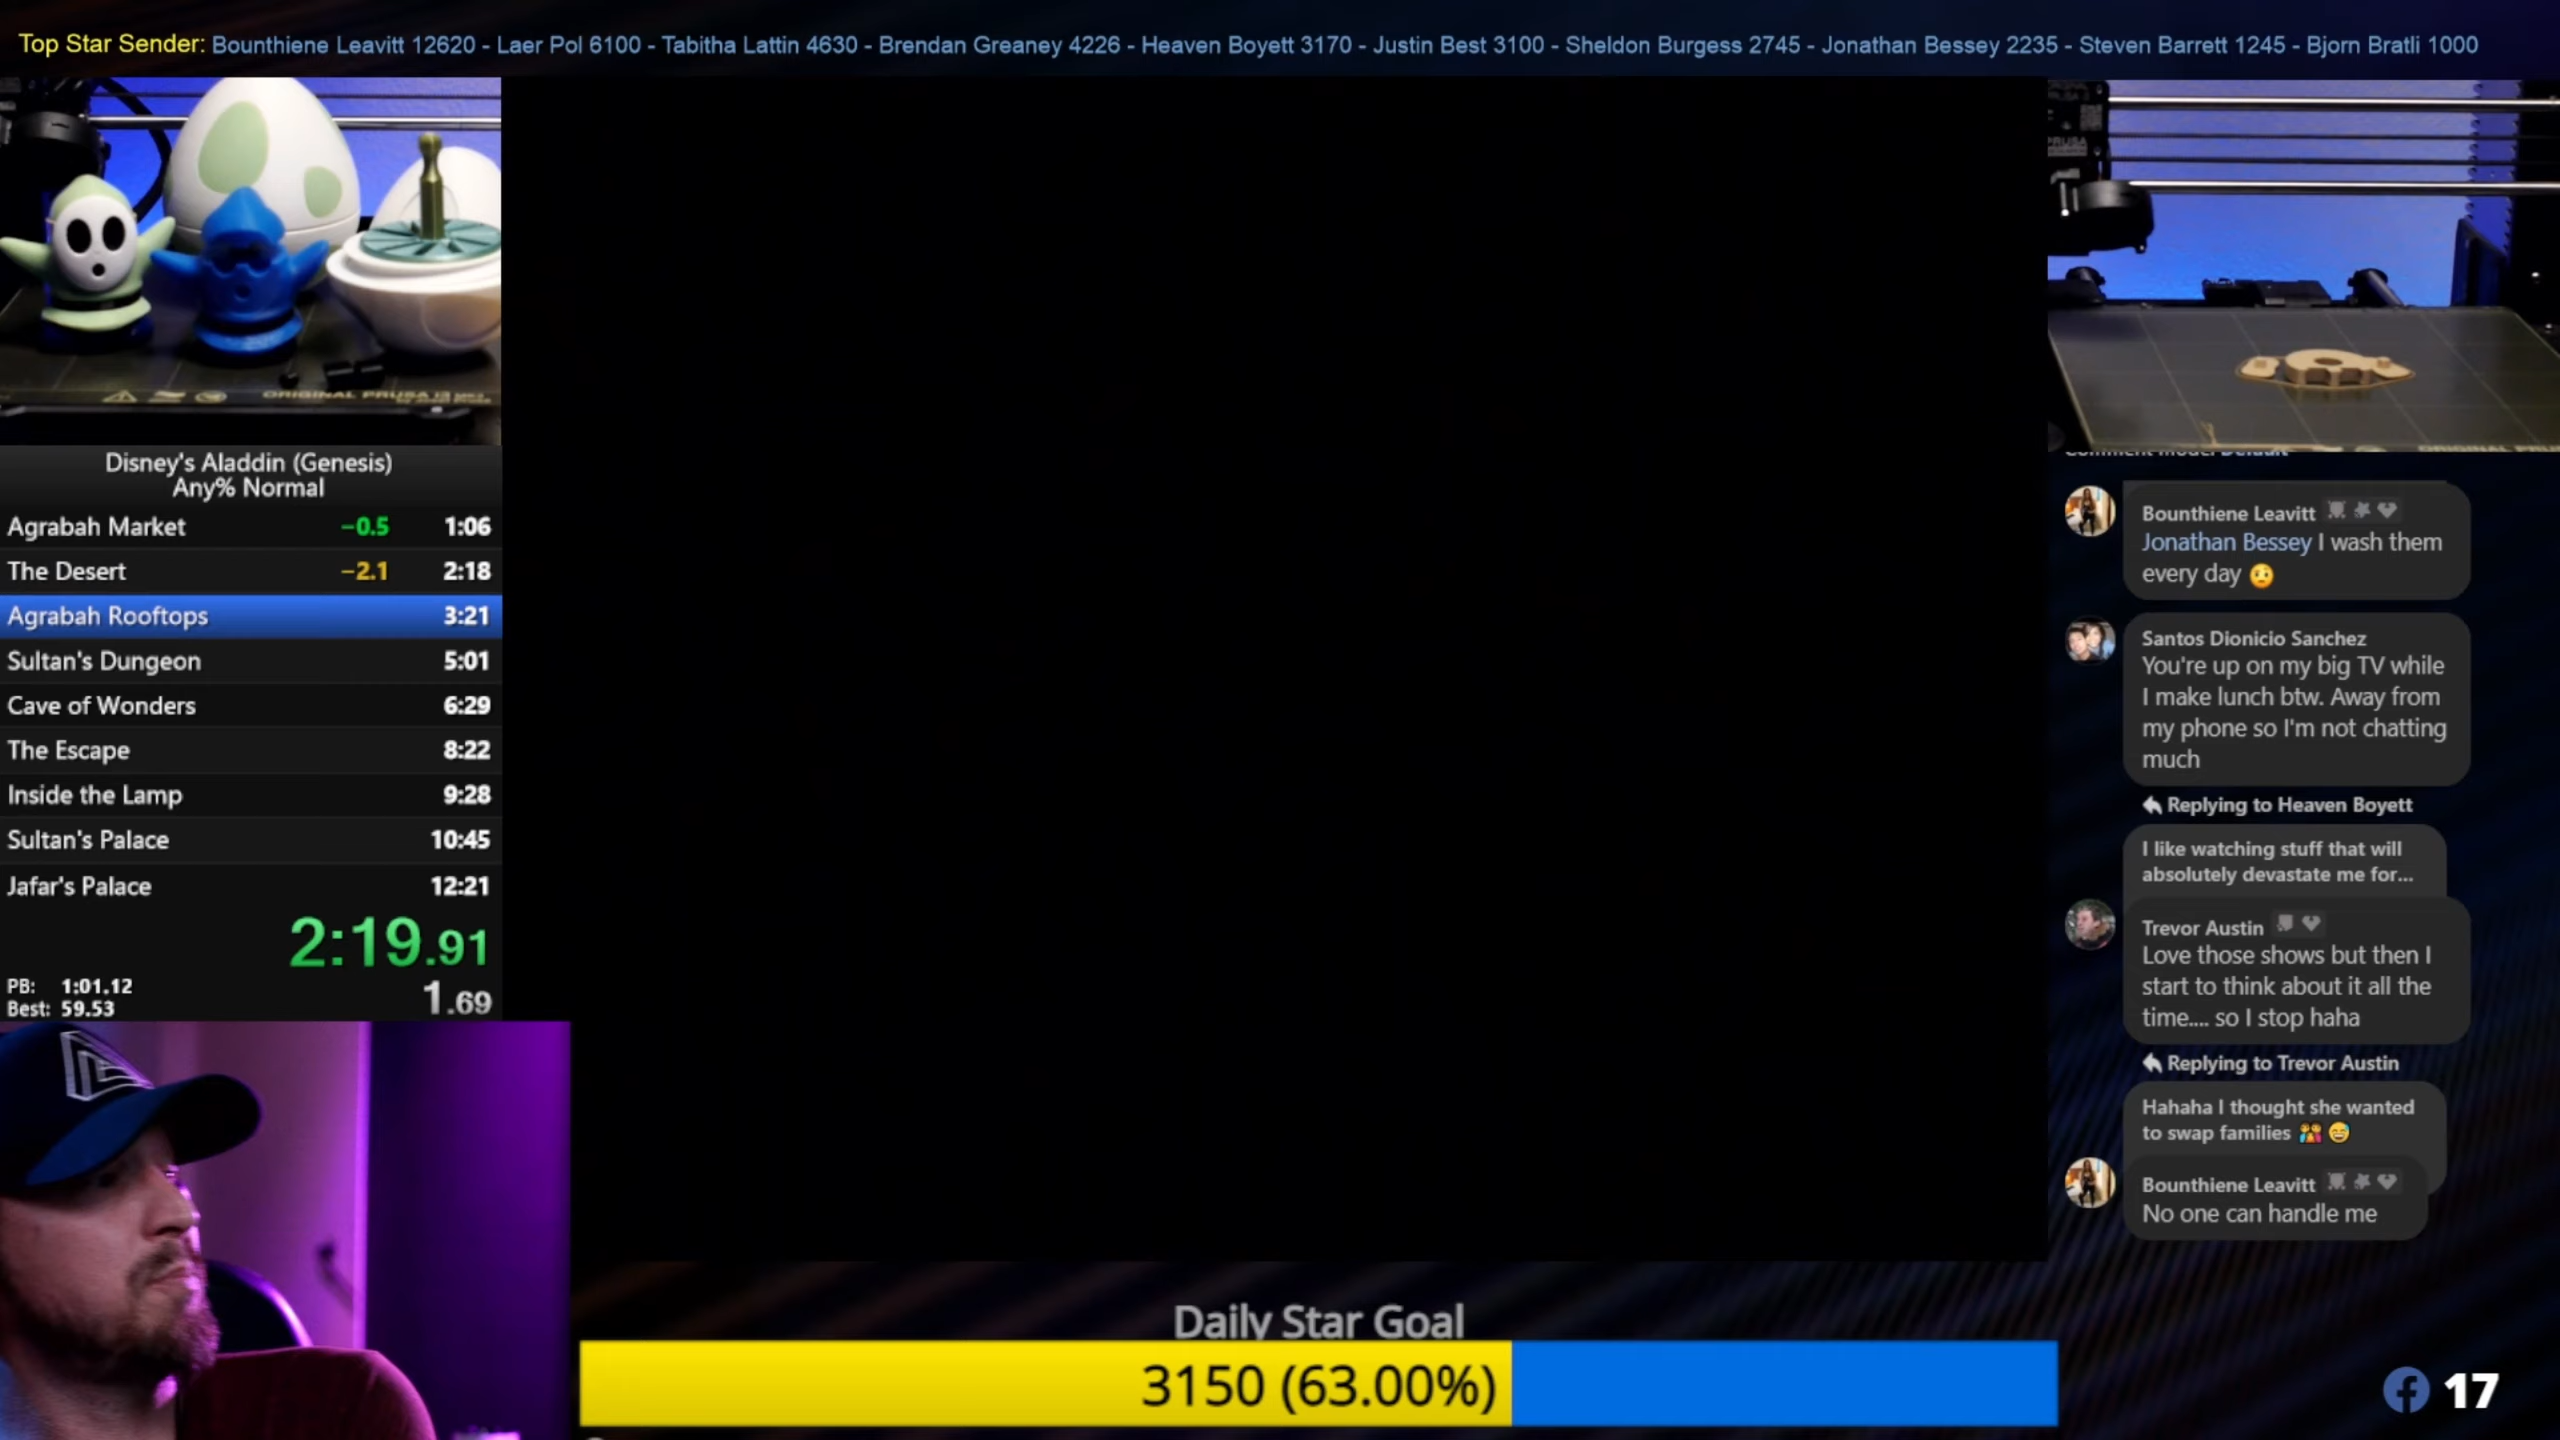 Top Star Sender: Bounthiene Leavitt 12620 - Laer Pol 6100 - Tabitha Lattin 4630 - Brendan Greaney 4226 - Heaven Boyett 3170 - Justin Best 3100 - Sheldon Burgess 2745 - Jonathan Bessey 2235 - Steven Barrett 1245 - Bjorn Bratli 1000
ORIGINAL PRUSA i3
Disney's Aladdin (Genesis)
Any% Normal
Agrabah Market −0.5 1:06
The Desert −2.1 2:18
Agrabah Rooftops 3:21
Sultan's Dungeon 5:01
Cave of Wonders 6:29
The Escape 8:22
Inside the Lamp 9:28
Sultan's Palace 10:45
Jafar's Palace 12:21
2:19.91
PB: 1:01.12
Best: 59.53
1.69
Bounthiene Leavitt
Jonathan Bessey I wash them
every day 😥
Santos Dionicio Sanchez
You're up on my big TV while
I make lunch btw. Away from
my phone so I'm not chatting
much
Replying to Heaven Boyett
I like watching stuff that will
absolutely devastate me for...
Trevor Austin
Love those shows but then I
start to think about it all the
time.... so I stop haha
Replying to Trevor Austin
Hahaha I thought she wanted
to swap families 👪 😅
Bounthiene Leavitt
No one can handle me
Daily Star Goal
3150 (63.00%)
17